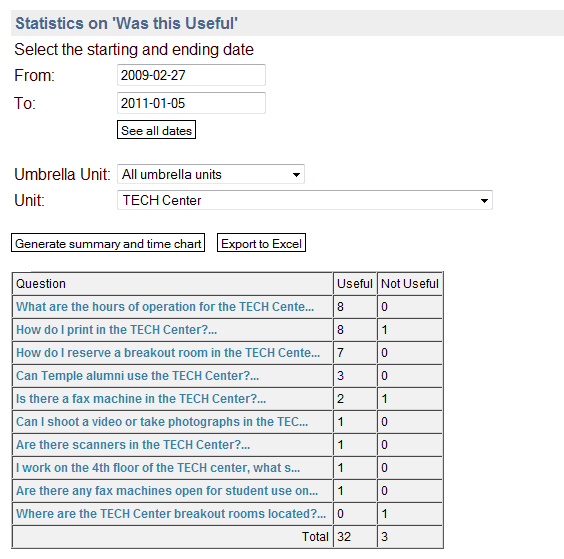 Statistics on 'Was this Useful'
Select the starting and ending date
From: 2009-02-27
To: 2011-01-05
See all dates
Umbrella Unit: All umbrella units
Unit: TECH Center
Generate summary and time chart Export to Excel
Question Useful Not Useful
What are the hours of operation for the TECH Cente... 8 0
How do I print in the TECH Center?... 8 1
How do I reserve a breakout room in the TECH Cente... 7 0
Can Temple alumni use the TECH Center?... 3 0
Is there a fax machine in the TECH Center?... 2 1
Can I shoot a video or take photographs in the TEC... 1 0
Are there scanners in the TECH Center?... 1 0
I work on the 4th floor of the TECH center, what s... 1 0
Are there any fax machines open for student use on... 1 0
Where are the TECH Center breakout rooms located?... 0 1
Total 32 3